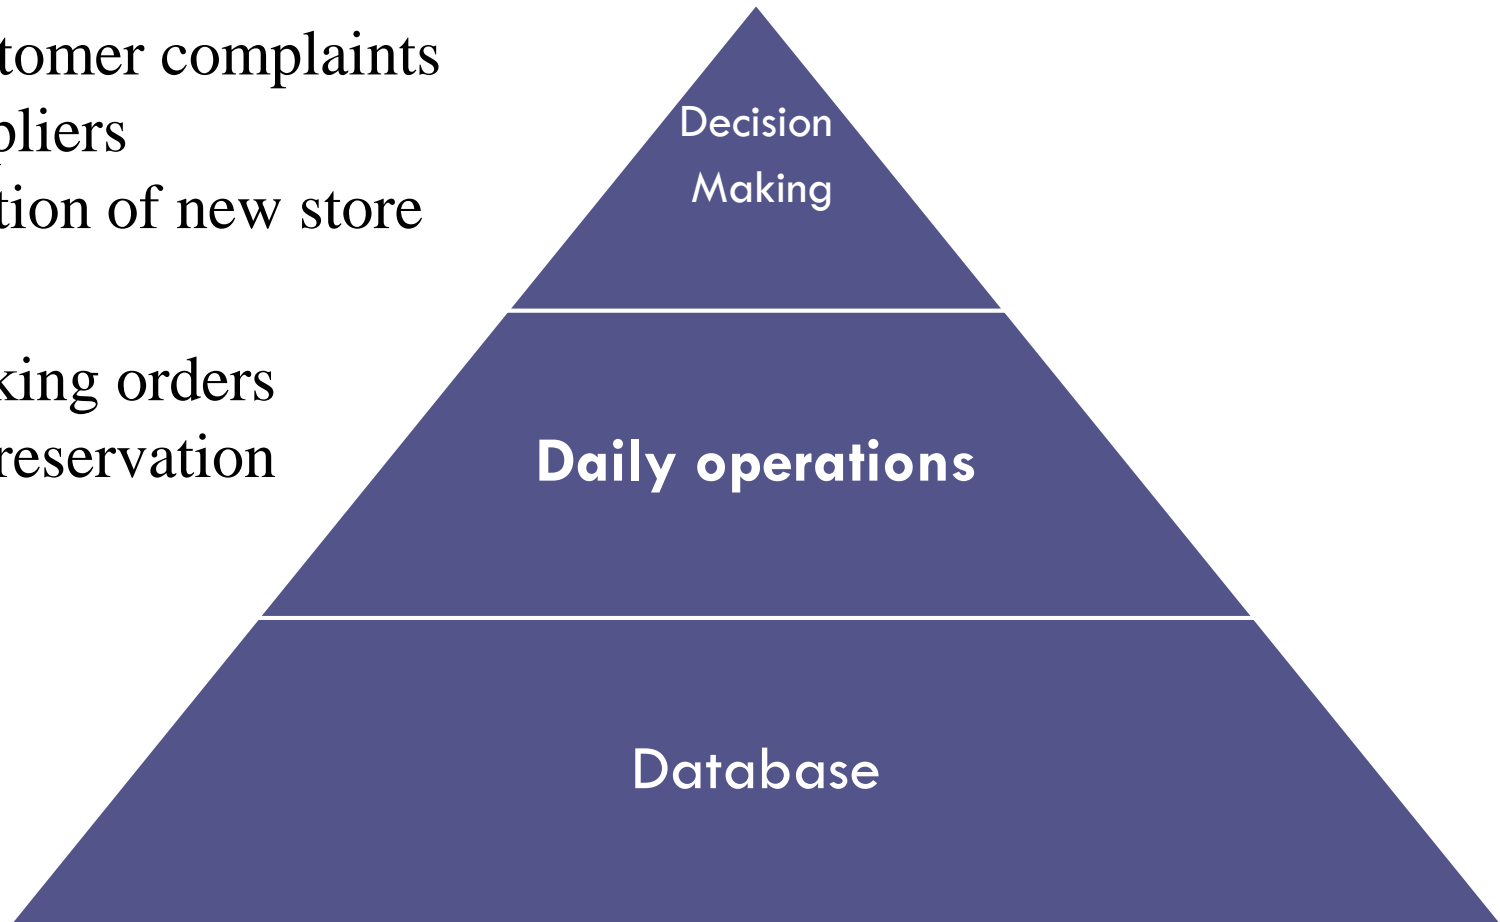 tomer complaints
pliers
tion of new store
king orders
reservation
Decision
Making
Daily operations
Database